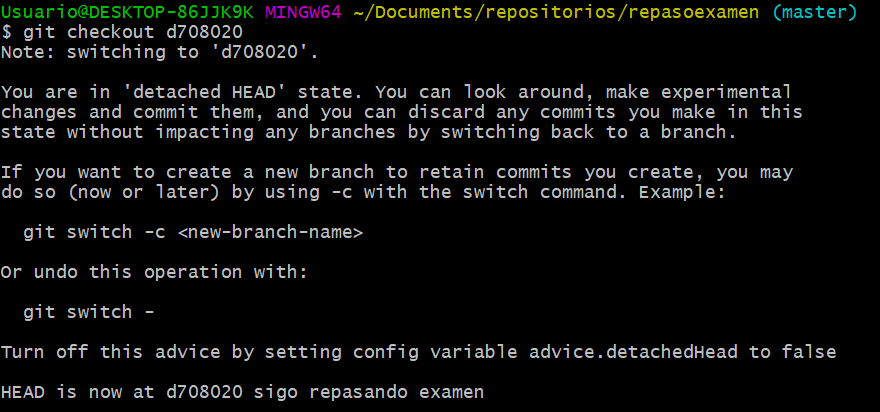 Usuario@DESKTOP-86JJK9K MINGW64 ~/Documents/repositorios/repasoexamen (master)
$ git checkout d708020
Note: switching to 'd708020'.
You are in 'detached HEAD' state. You can look around, make experimental
changes and commit them, and you can discard any commits you make in this
state without impacting any branches by switching back to a branch.
If you want to create a new branch to retain commits you create, you may
do so (now or later) by using -c with the switch command. Example:
git switch -c <new-branch-name>
Or undo this operation with:
git switch -
Turn off this advice by setting config variable advice.detachedHead to false
HEAD is now at d708020 sigo repasando examen